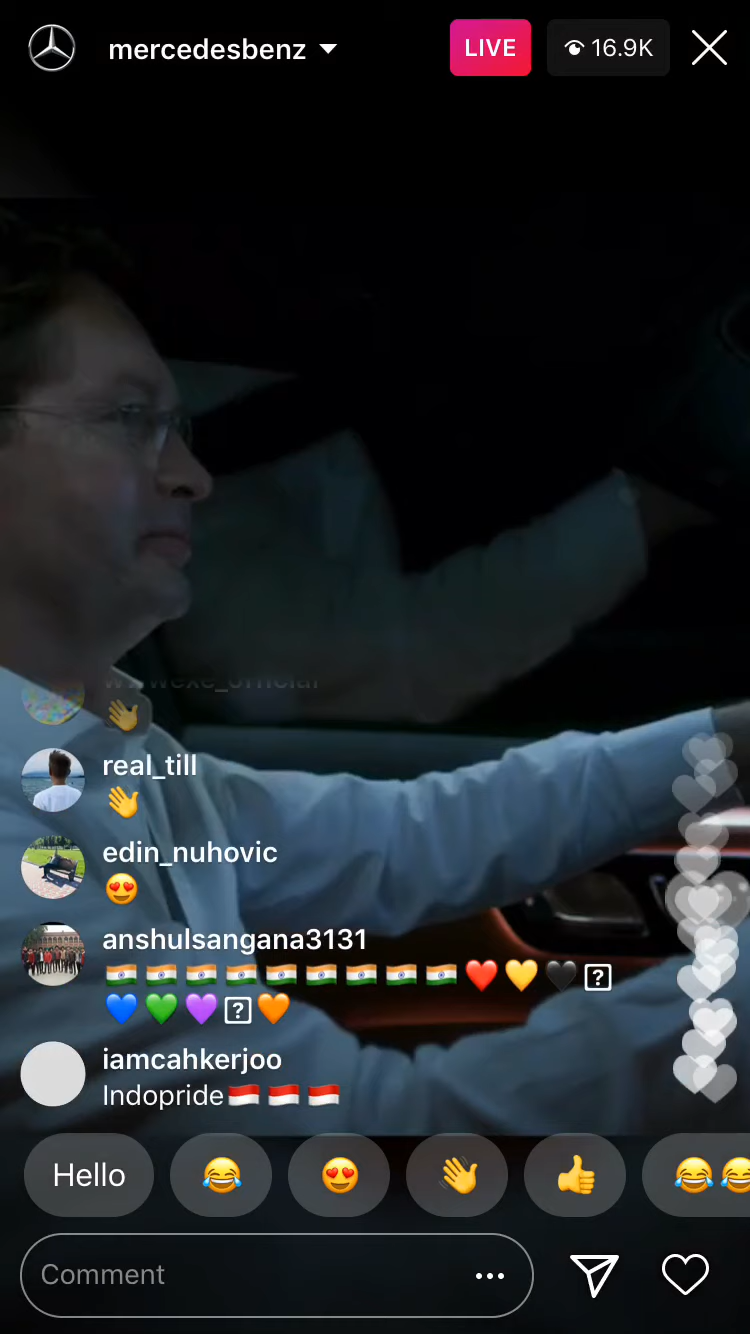 mercedesbenz
LIVE
16.9K
real_till
👋
edin_nuhovic
😍
anshulsangana3131
🇮🇳🇮🇳🇮🇳🇮🇳🇮🇳🇮🇳🇮🇳🇮🇳🇮🇳❤️💛🖤
💙💚💜🧡
iamcahkerjoo
Indopride🇮🇩🇮🇩🇮🇩
Hello 😂 😍 👋 👍 😂😂
Comment